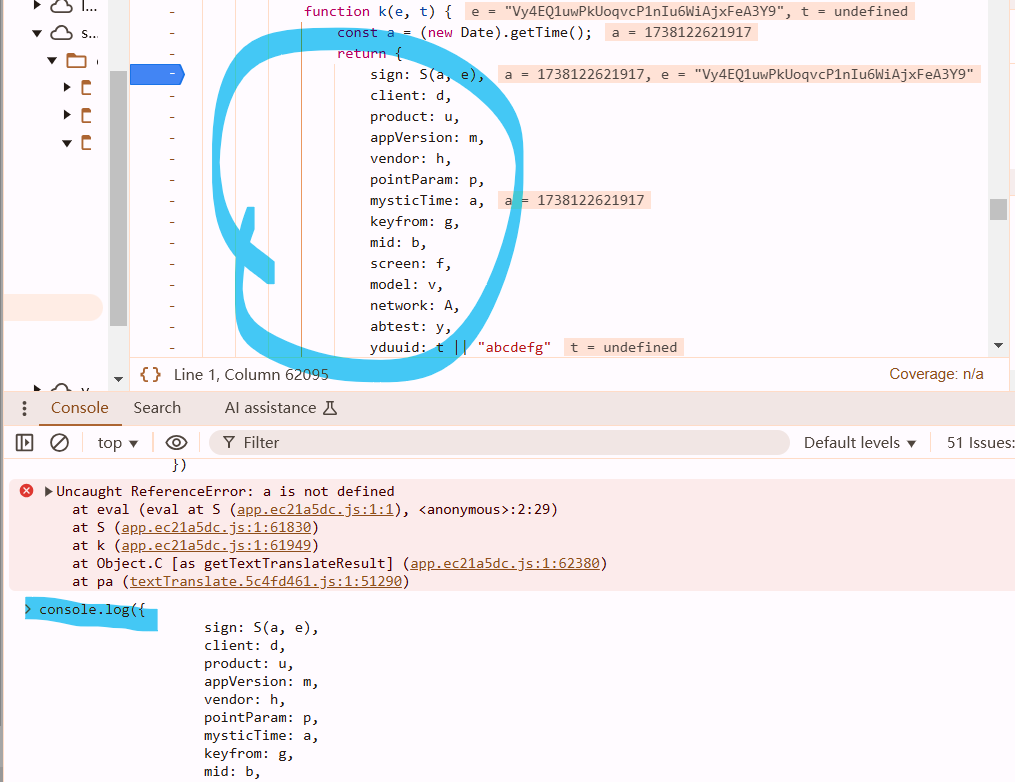 function k(e, t) { e = "Vy4EQ1uwPkUoqvcP1nIu6WiAjxFeA3Y9", t = undefined
const a = (new Date).getTime(); a = 1738122621917
return {
sign: S(a, e), a = 1738122621917, e = "Vy4EQ1uwPkUoqvcP1nIu6WiAjxFeA3Y9"
client: d,
product: u,
appVersion: m,
vendor: h,
pointParam: p,
mysticTime: a, a = 1738122621917
keyfrom: g,
mid: b,
screen: f,
model: v,
network: A,
abtest: y,
yduuid: t || "abcdefg" t = undefined
s...
{} Line 1, Column 62095 Coverage: n/a
Console Search AI assistance
top Filter Default levels 51 Issues:
})
Uncaught ReferenceError: a is not defined
at eval (eval at S (app.ec21a5dc.js:1:1), <anonymous>:2:29)
at S (app.ec21a5dc.js:1:61830)
at k (app.ec21a5dc.js:1:61949)
at Object.C [as getTextTranslateResult] (app.ec21a5dc.js:1:62380)
at pa (textTranslate.5c4fd461.js:1:51290)
> console.log({
sign: S(a, e),
client: d,
product: u,
appVersion: m,
vendor: h,
pointParam: p,
mysticTime: a,
keyfrom: g,
mid: b,